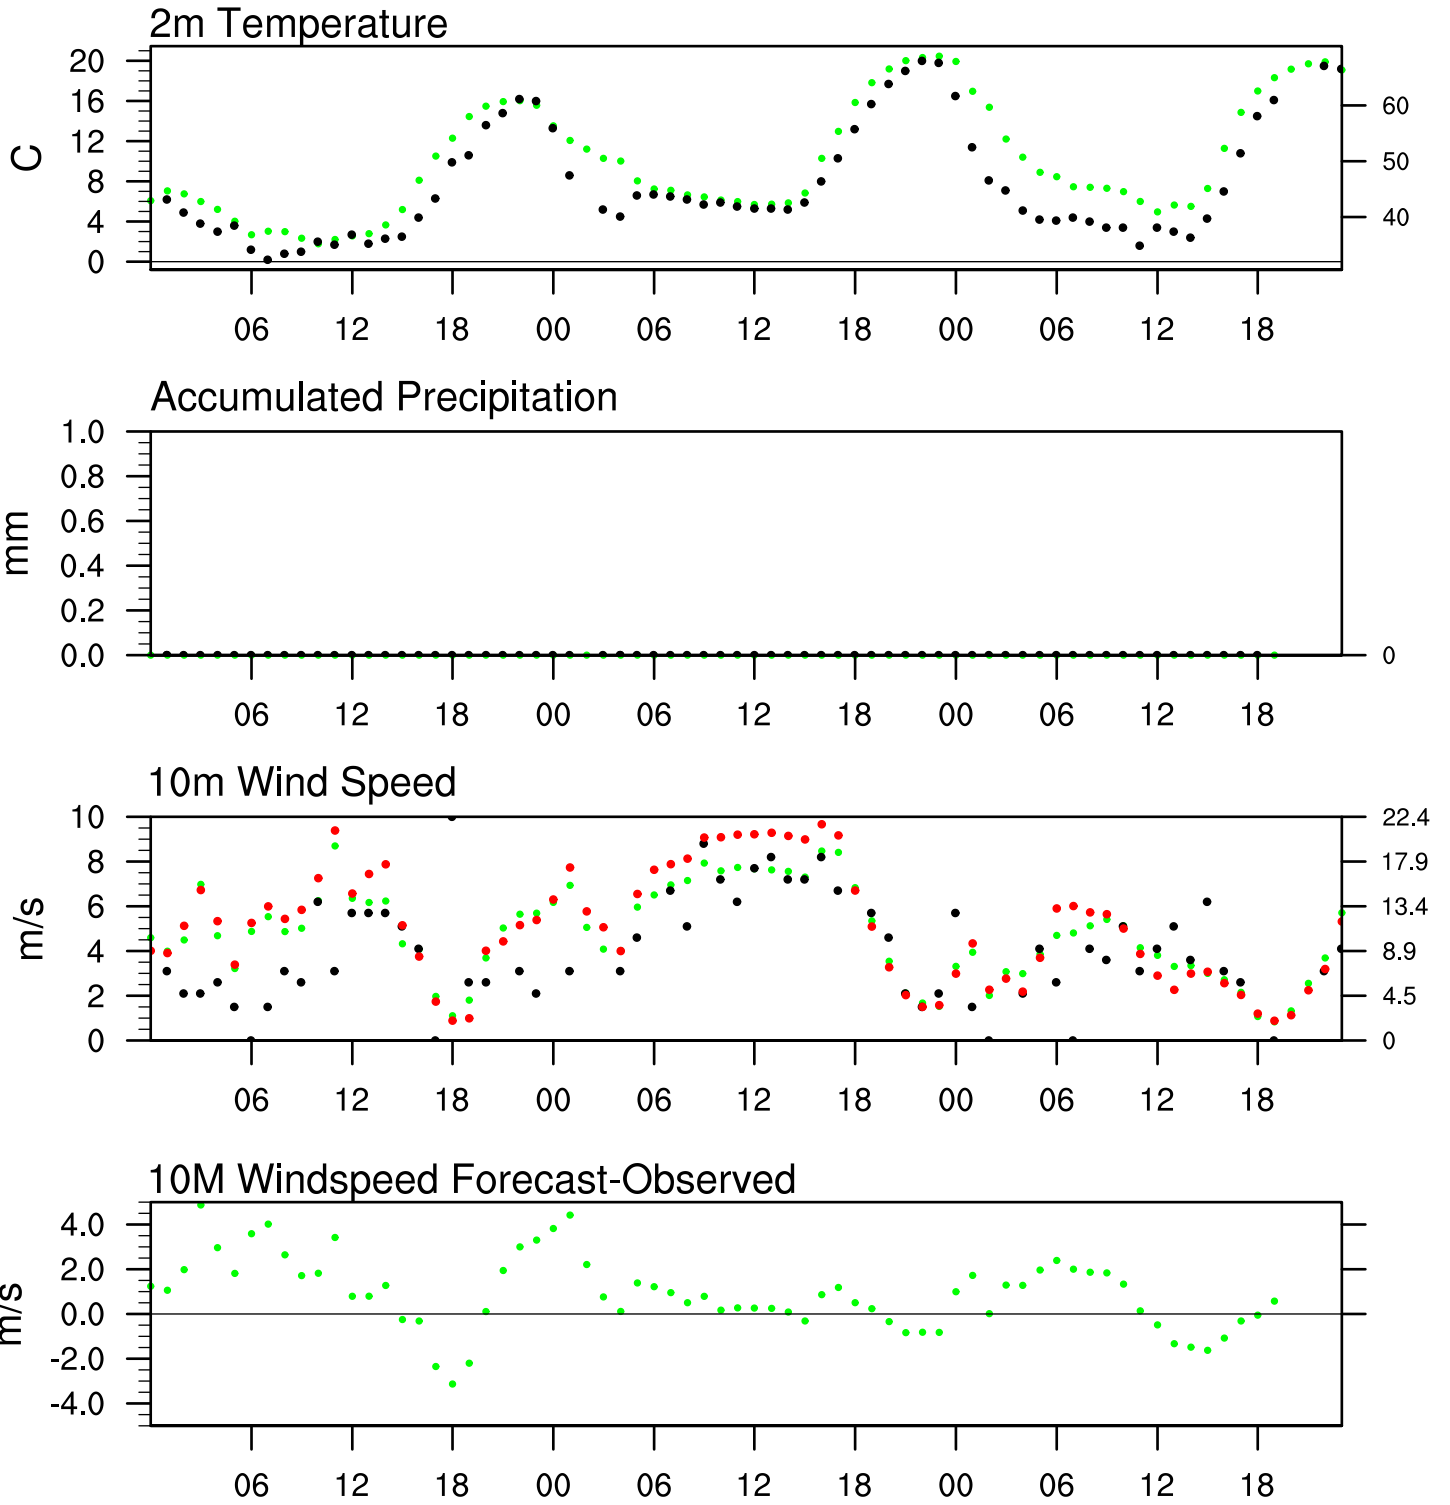 2m Temperature
20
16
12
8
4
0
C
60
50
40
06 12 18 00 06 12 18 00 06 12 18
Accumulated Precipitation
1.0
0.8
0.6
0.4
0.2
0.0
mm
0
06 12 18 00 06 12 18 00 06 12 18
10m Wind Speed
10
8
6
4
2
0
m/s
22.4
17.9
13.4
8.9
4.5
0
06 12 18 00 06 12 18 00 06 12 18
10M Windspeed Forecast-Observed
4.0
2.0
0.0
-2.0
-4.0
m/s
06 12 18 00 06 12 18 00 06 12 18